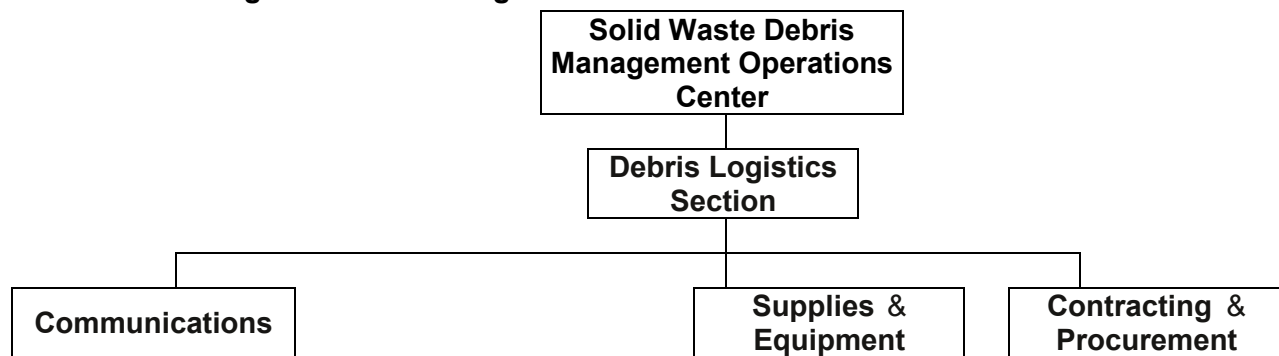 Solid Waste Debris
Management Operations
Center
Debris Logistics
Section
Communications
Supplies &
Equipment
Contracting &
Procurement